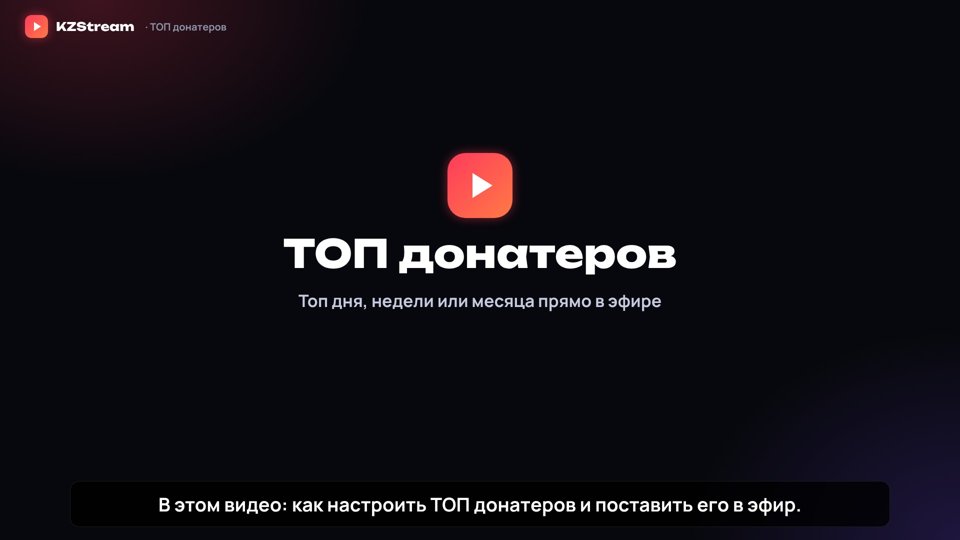 KZStream · ТОП донатеров
ТОП донатеров
Топ дня, недели или месяца прямо в эфире
В этом видео: как настроить ТОП донатеров и поставить его в эфир.